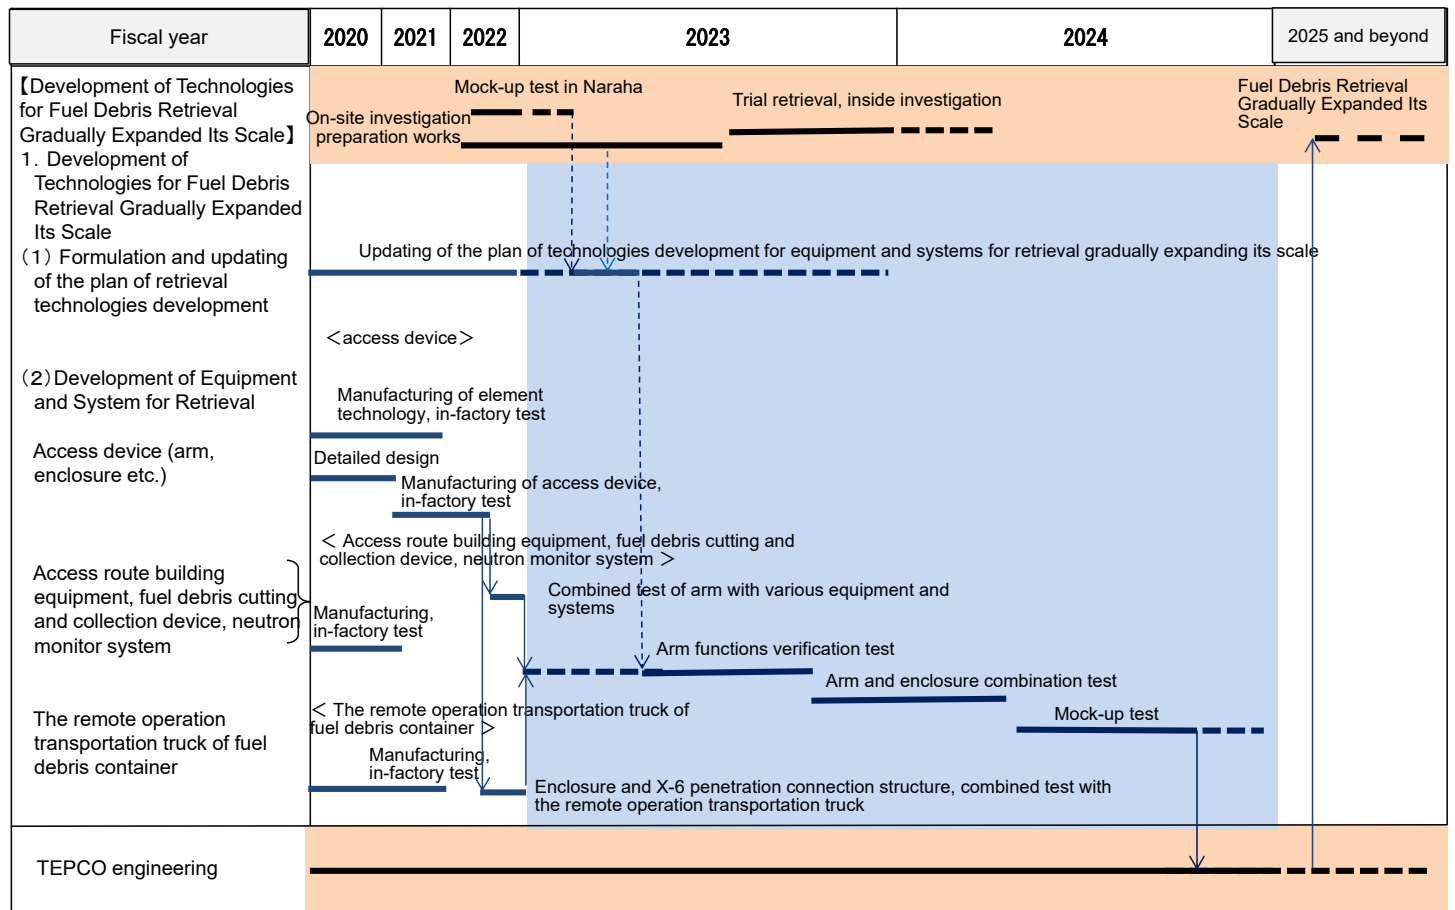 Fiscal year
2020
2021
2022
2023
2024
2025 and beyond
【Development of Technologies
for Fuel Debris Retrieval
Gradually Expanded Its Scale】
1. Development of
Technologies for Fuel Debris
Retrieval Gradually Expanded
Its Scale
(1) Formulation and updating
of the plan of retrieval
technologies development
(2)Development of Equipment
and System for Retrieval
Access device (arm,
enclosure etc.)
Access route building
equipment, fuel debris cutting
and collection device, neutron
monitor system
The remote operation
transportation truck of fuel
debris container
TEPCO engineering
Mock-up test in Naraha
On-site investigation
preparation works
Trial retrieval, inside investigation
Fuel Debris Retrieval
Gradually Expanded Its
Scale
Updating of the plan of technologies development for equipment and systems for retrieval gradually expanding its scale
＜access device＞
Manufacturing of element
technology, in-factory test
Detailed design
Manufacturing of access device,
in-factory test
＜ Access route building equipment, fuel debris cutting and
collection device, neutron monitor system ＞
Combined test of arm with various equipment and
systems
Manufacturing,
in-factory test
Arm functions verification test
Arm and enclosure combination test
Mock-up test
＜ The remote operation transportation truck of
fuel debris container ＞
Manufacturing,
in-factory test
Enclosure and X-6 penetration connection structure, combined test with
the remote operation transportation truck